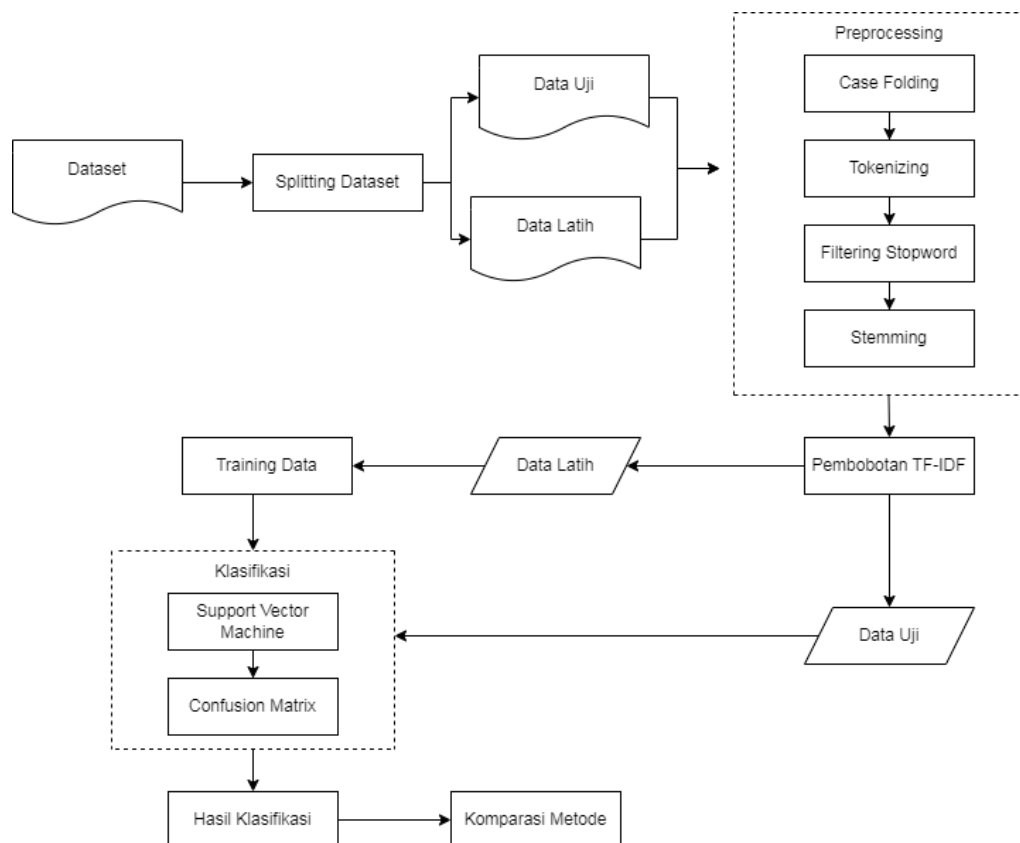 Dataset
Splitting Dataset
Data Uji
Data Latih
Preprocessing
Case Folding
Tokenizing
Filtering Stopword
Stemming
Pembobotan TF-IDF
Data Latih
Training Data
Data Uji
Klasifikasi
Support Vector
Machine
Confusion Matrix
Hasil Klasifikasi
Komparasi Metode